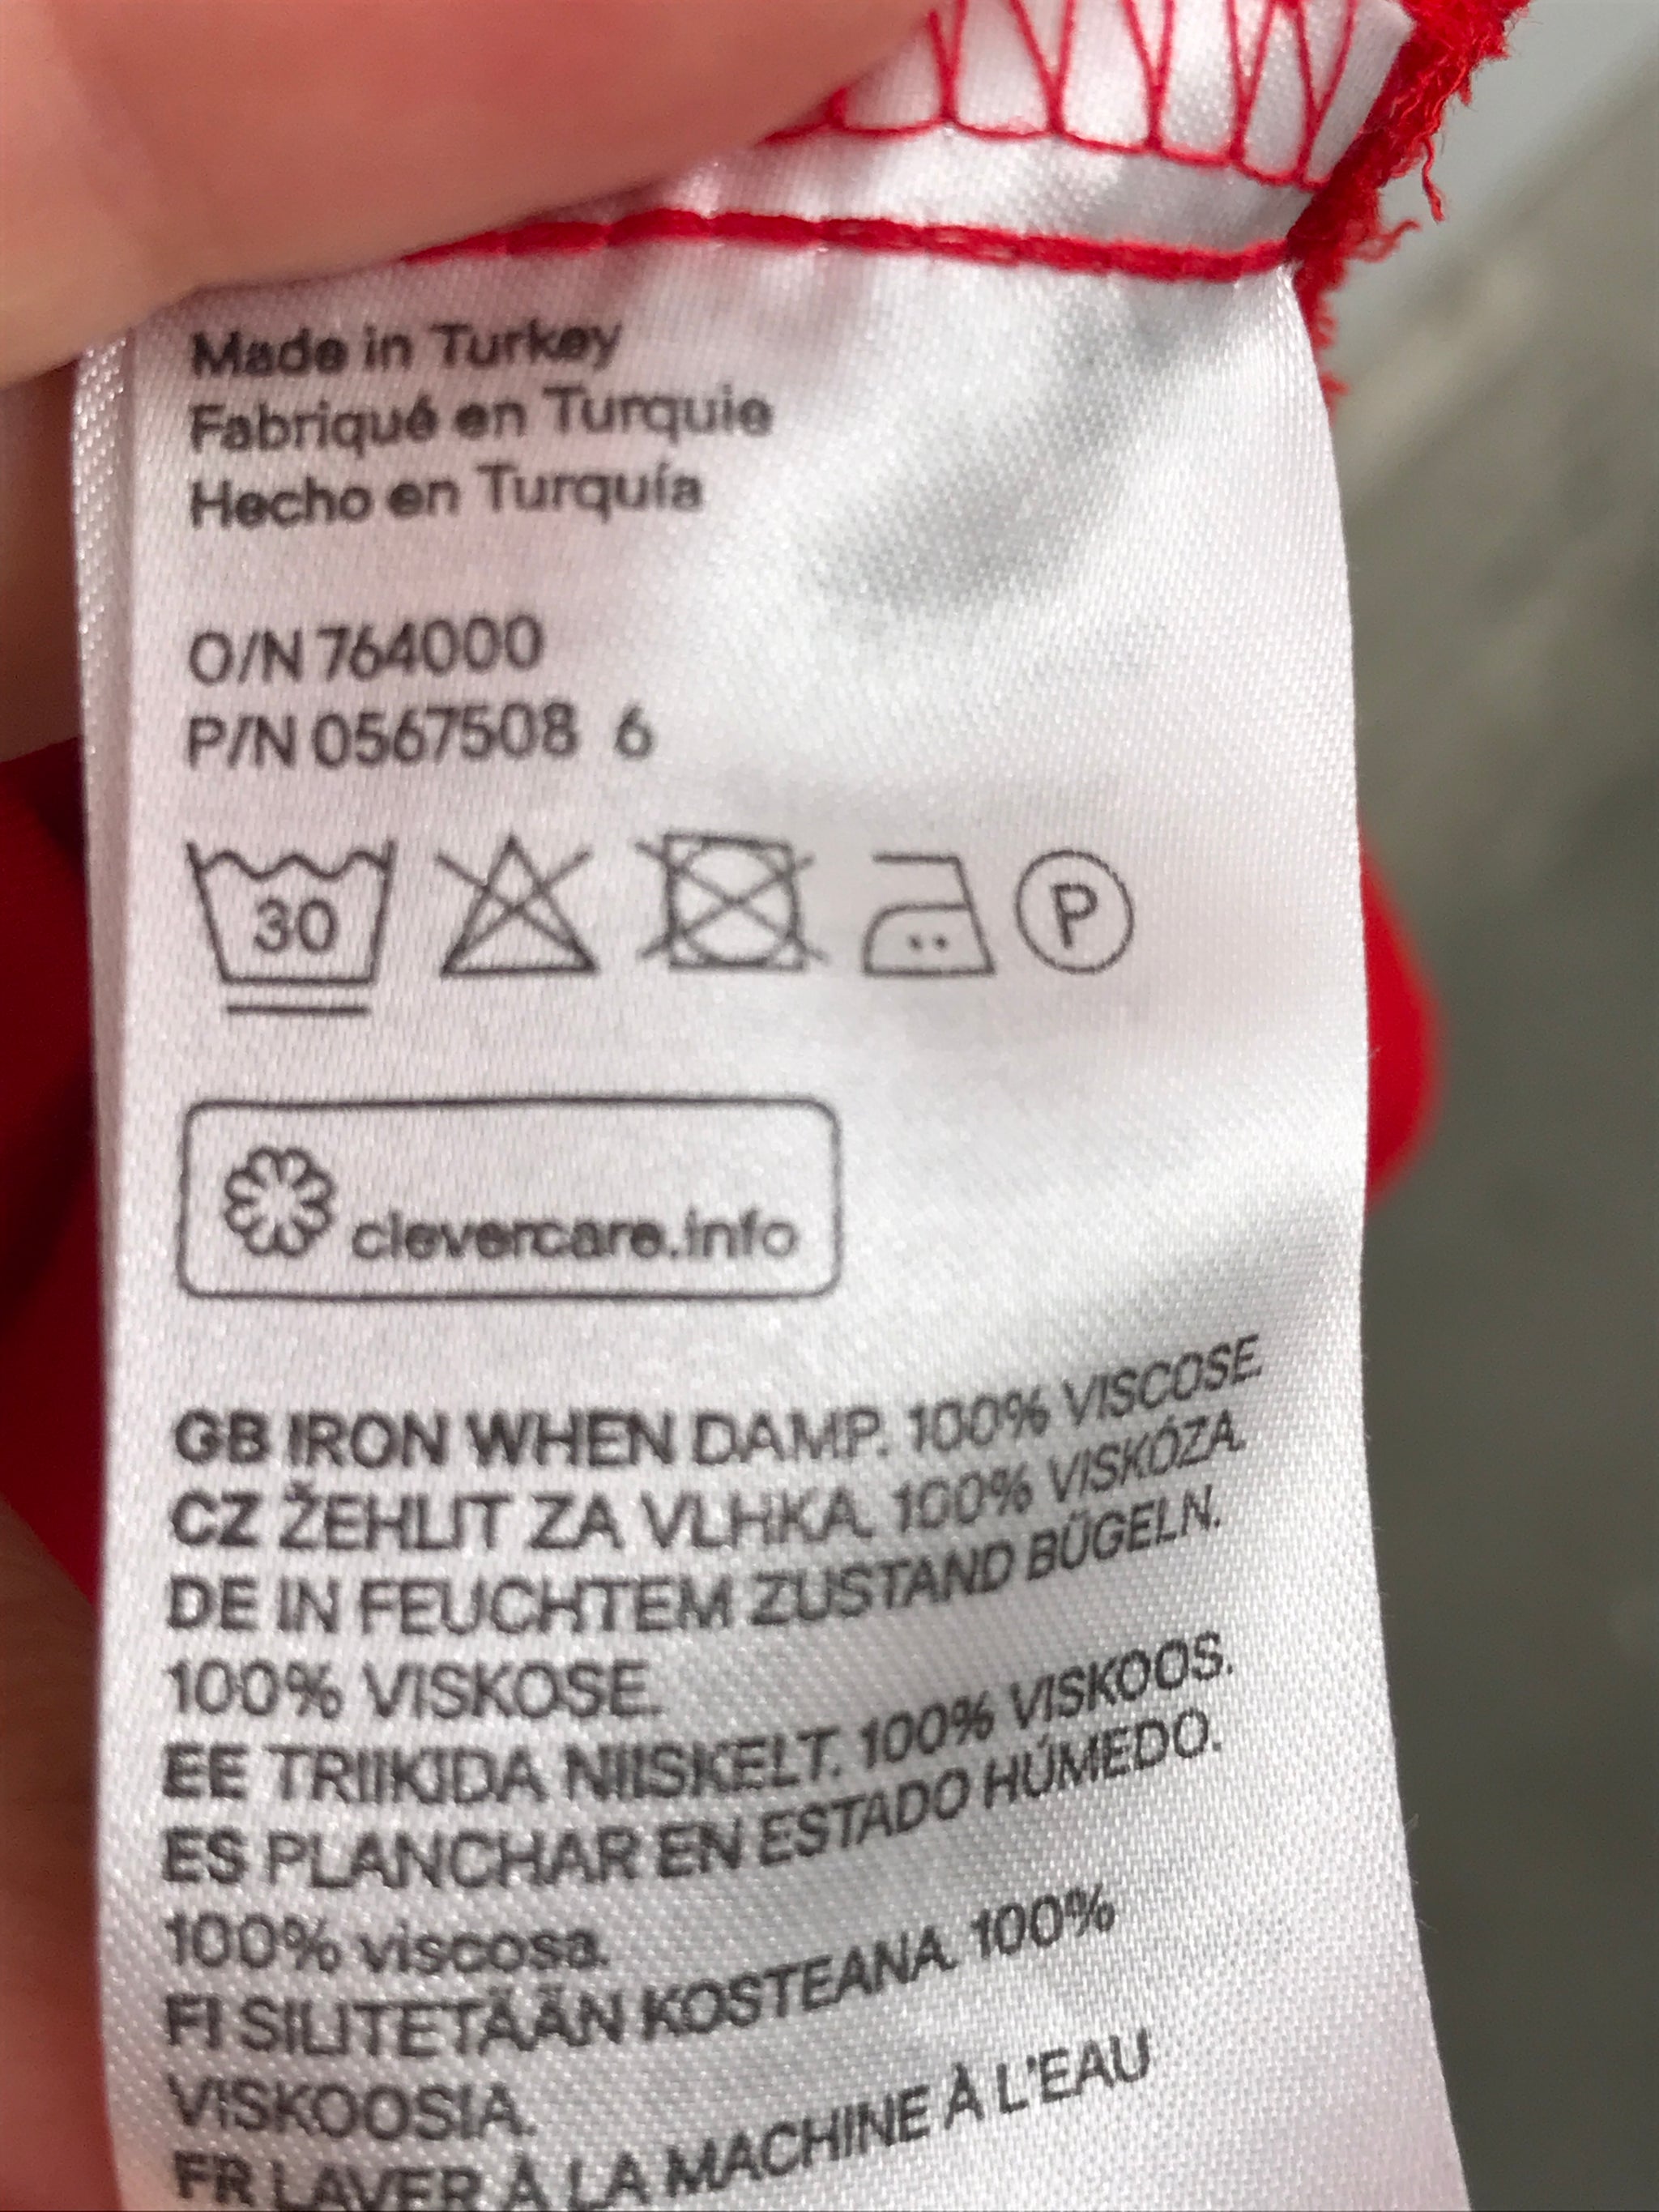 Made in Turkey
Fabriqué en Turquie
Hecho en Turquía
O/N 764000
P/N 0567508 6
30
P
clevercare.info
GB IRON WHEN DAMP. 100% VISCOSE.
CZ ŽEHLIT ZA VLHKA. 100% VISKÓZA.
DE IN FEUCHTEM ZUSTAND BÜGELN.
100% VISKOSE.
EE TRIIKIDA NIISKELT. 100% VISKOOS.
ES PLANCHAR EN ESTADO HÚMEDO.
100% viscosa.
FI SILITETÄÄN KOSTEANA. 100%
VISKOOSIA.
FR LAVER À LA MACHINE À L'EAU